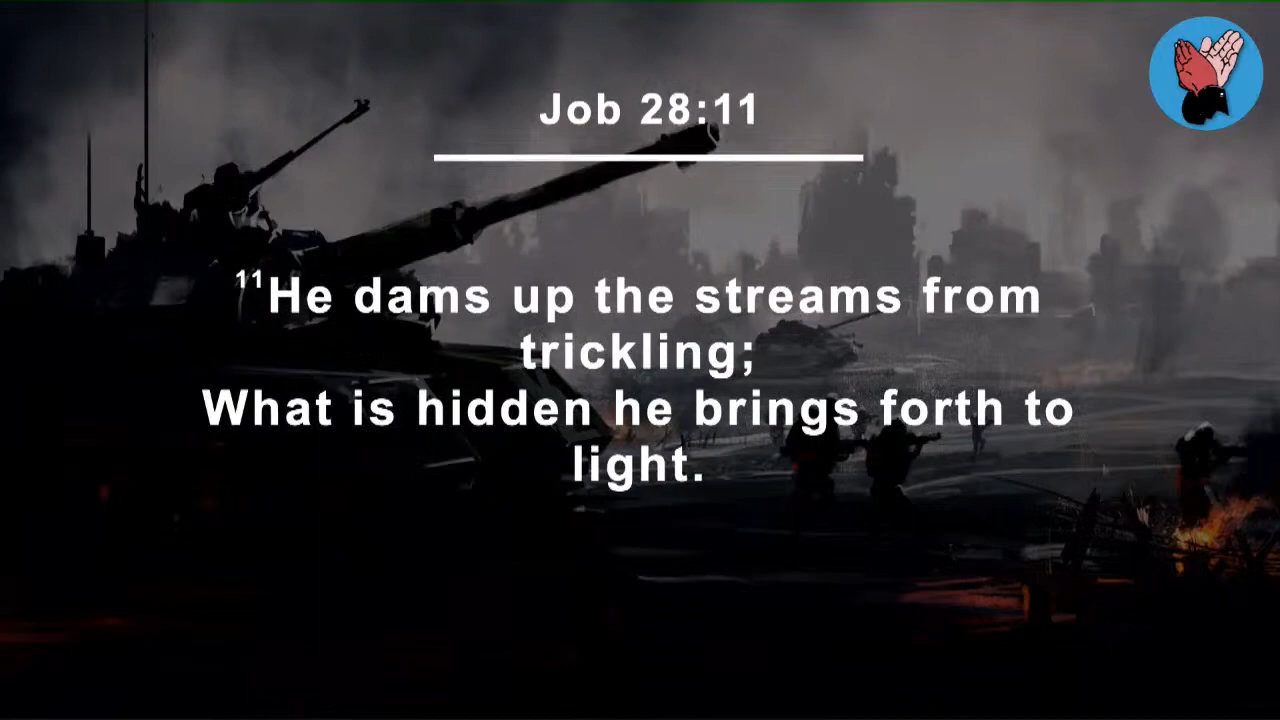 Job 28:11
11He dams up the streams from
trickling;
What is hidden he brings forth to
light.